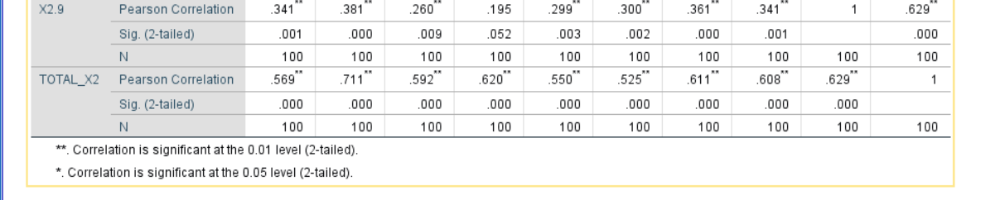 X2.9 Pearson Correlation .341** .381** .260** .195 .299** .300** .361** .341** 1 .629**
Sig. (2-tailed) .001 .000 .009 .052 .003 .002 .000 .001 .000
N 100 100 100 100 100 100 100 100 100 100
TOTAL_X2 Pearson Correlation .569** .711** .592** .620** .550** .525** .611** .608** .629** 1
Sig. (2-tailed) .000 .000 .000 .000 .000 .000 .000 .000 .000
N 100 100 100 100 100 100 100 100 100 100
**. Correlation is significant at the 0.01 level (2-tailed).
*. Correlation is significant at the 0.05 level (2-tailed).